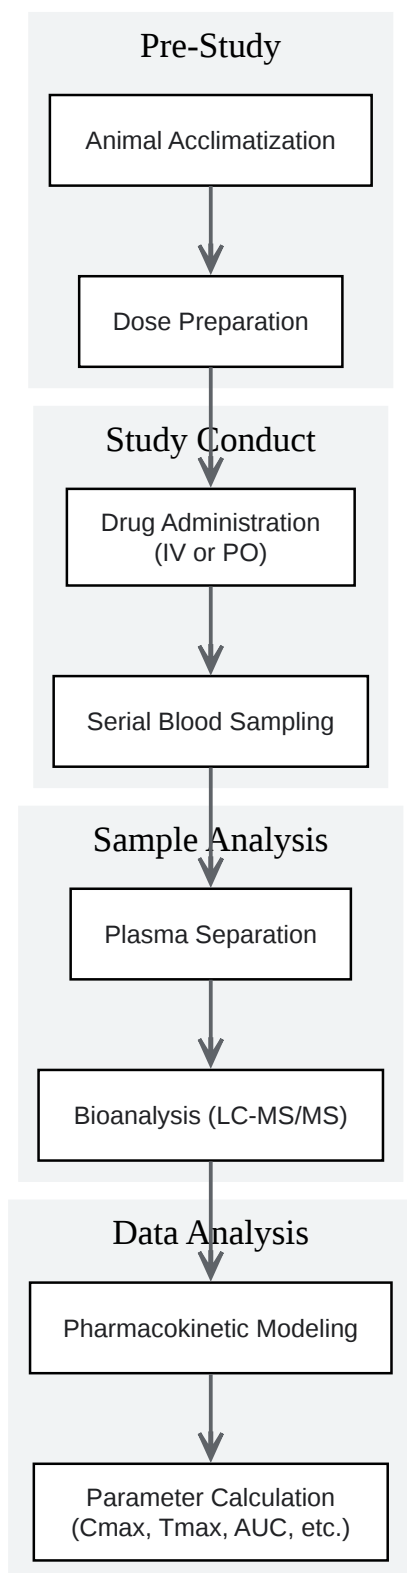 Pre-Study
Animal Acclimatization
Dose Preparation
Study Conduct
Drug Administration
(IV or PO)
Serial Blood Sampling
Sample Analysis
Plasma Separation
Bioanalysis (LC-MS/MS)
Data Analysis
Pharmacokinetic Modeling
Parameter Calculation
(Cmax, Tmax, AUC, etc.)